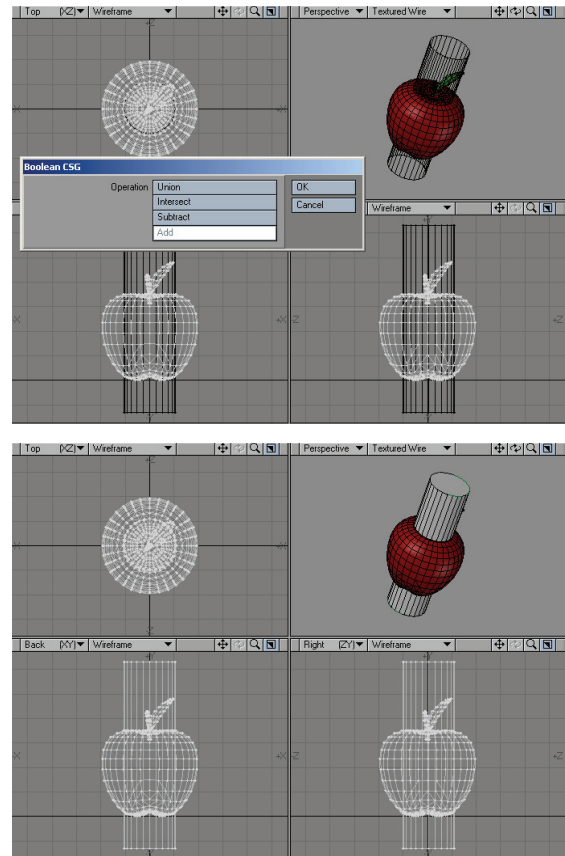 Top (XZ) Wireframe Perspective Textured Wire
+Z
-X
Boolean CSG
Operation Union OK
Intersect Cancel
Subtract
Add
Wireframe
+Y
+X -Z +Z
Top (XZ) Wireframe Perspective Textured Wire
+Z
-Z
Back (XY) Wireframe Right (ZY) Wireframe
+Y
+X -Z +Z